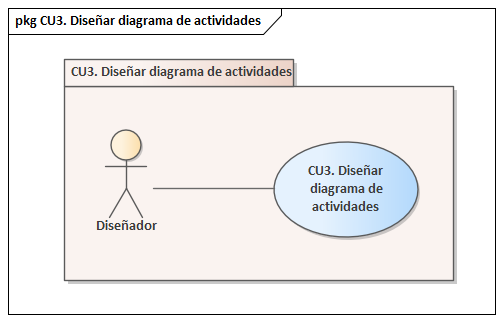 pkg CU3. Diseñar diagrama de actividades
CU3. Diseñar diagrama de actividades
CU3. Diseñar
diagrama de
actividades
Diseñador